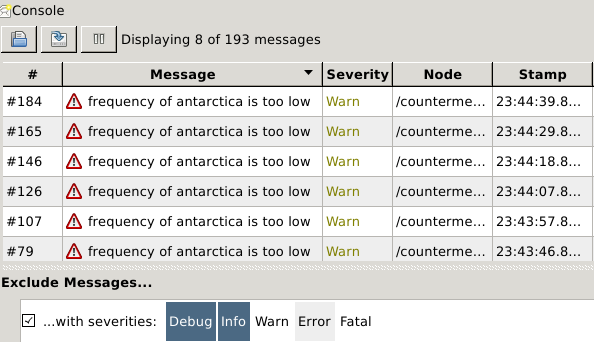 Console
Displaying 8 of 193 messages
# Message Severity Node Stamp
#184 frequency of antarctica is too low Warn /counterme... 23:44:39.8...
#165 frequency of antarctica is too low Warn /counterme... 23:44:29.8...
#146 frequency of antarctica is too low Warn /counterme... 23:44:18.8...
#126 frequency of antarctica is too low Warn /counterme... 23:44:07.8...
#107 frequency of antarctica is too low Warn /counterme... 23:43:57.8...
#79 frequency of antarctica is too low Warn /counterme... 23:43:46.8...
Exclude Messages...
...with severities: Debug Info Warn Error Fatal